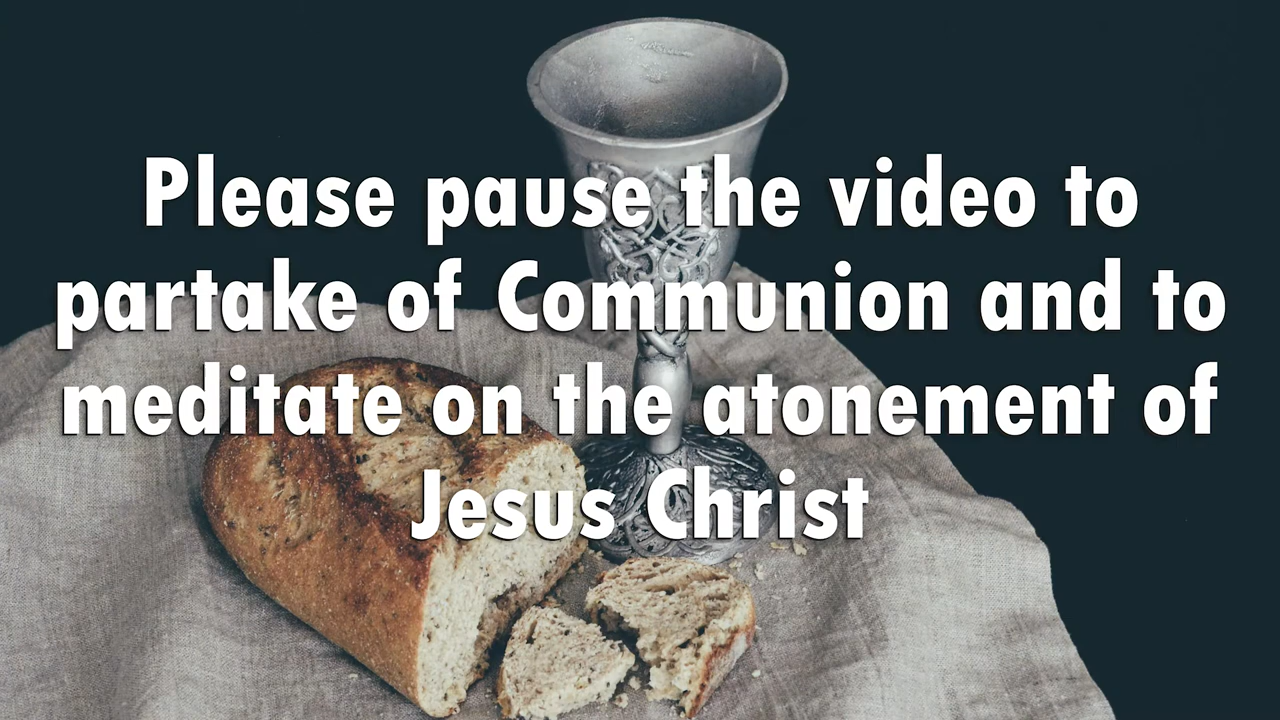 Please pause the video to
partake of Communion and to
meditate on the atonement of
Jesus Christ